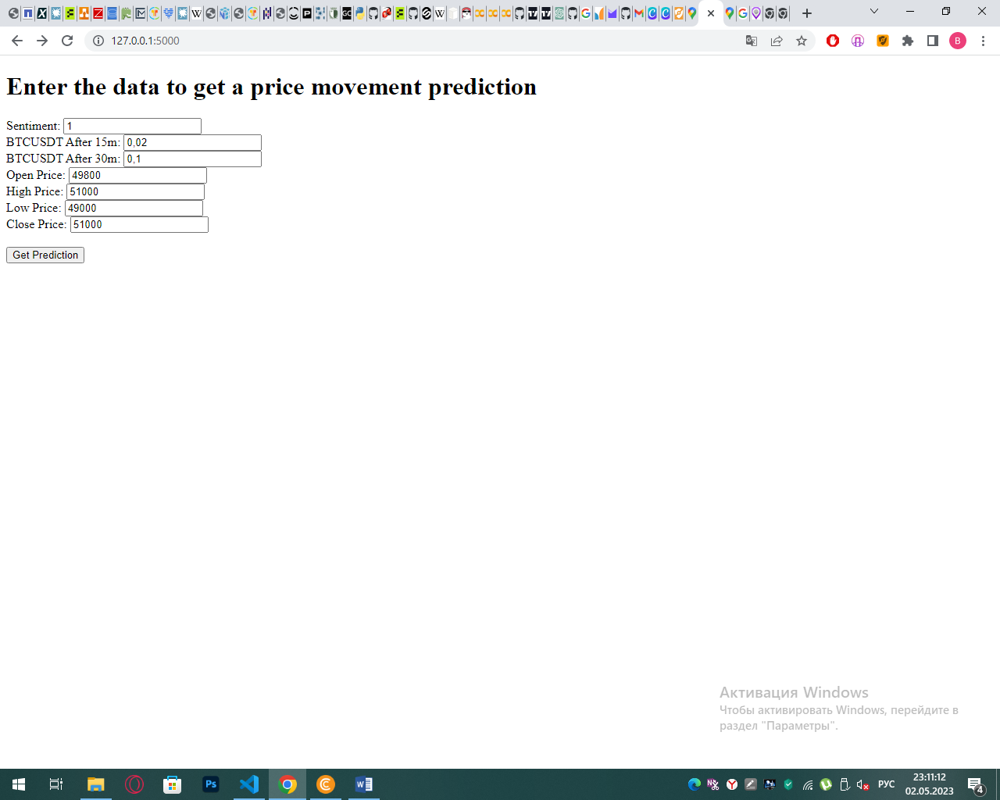 127.0.0.1:5000
B
Enter the data to get a price movement prediction
Sentiment: 1
BTCUSDT After 15m: 0,02
BTCUSDT After 30m: 0,1
Open Price: 49800
High Price: 51000
Low Price: 49000
Close Price: 51000
Get Prediction
Активация Windows
Чтобы активировать Windows, перейдите в
раздел "Параметры".
Ps
РУС
23:11:12
02.05.2023
4